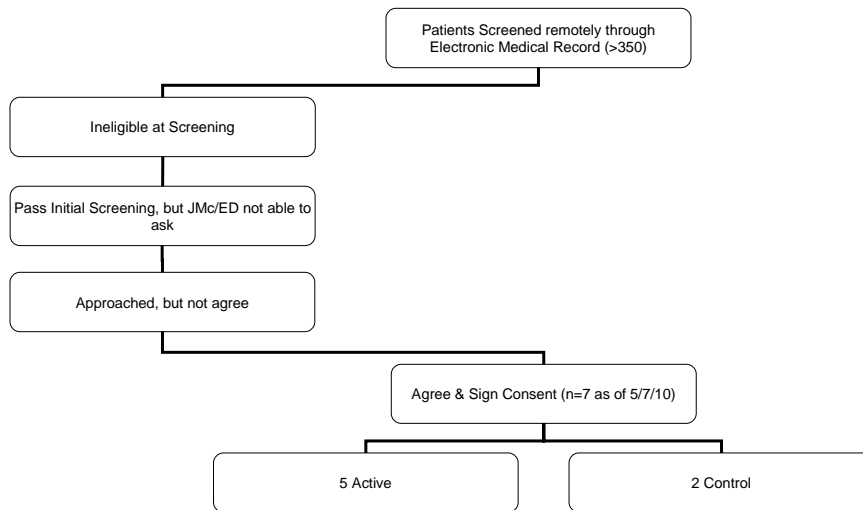 Patients Screened remotely through
Electronic Medical Record (>350)
Ineligible at Screening
Pass Initial Screening, but JMc/ED not able to
ask
Approached, but not agree
Agree & Sign Consent (n=7 as of 5/7/10)
5 Active
2 Control